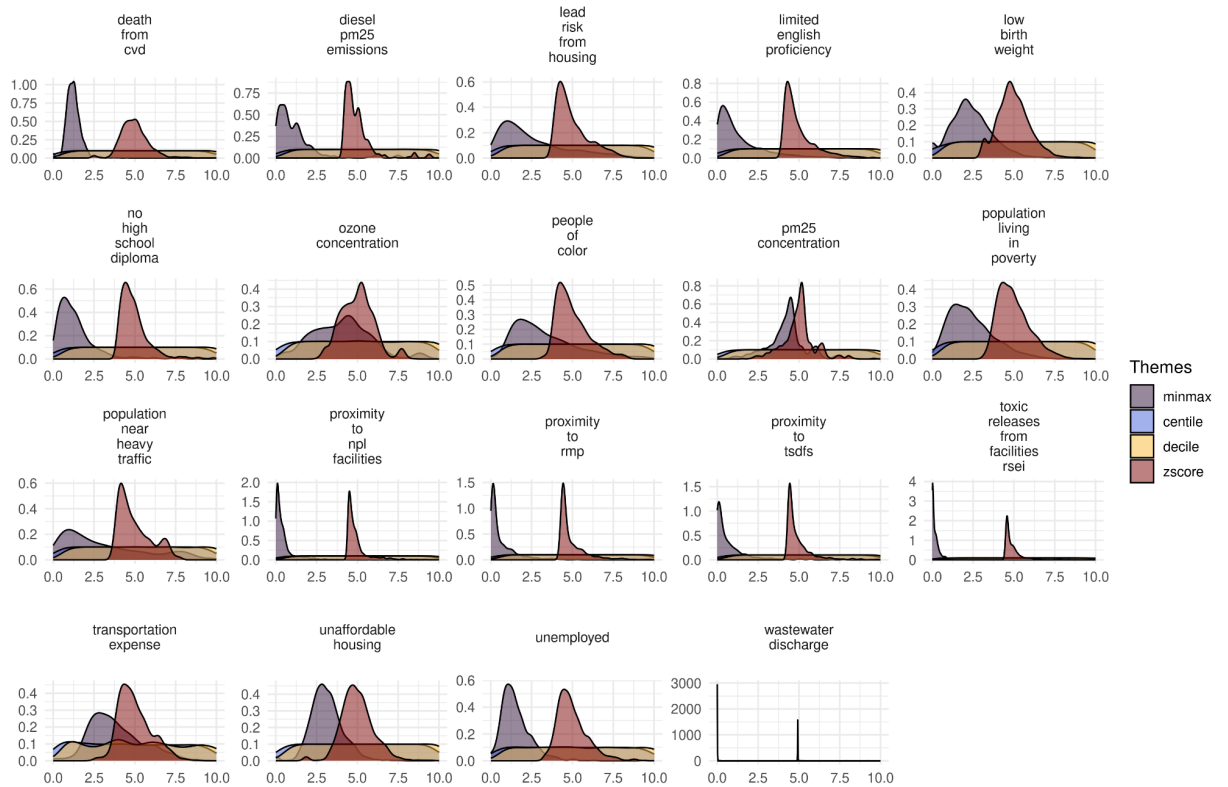 death
from
cvd
diesel
pm25
emissions
lead
risk
from
housing
limited
english
proficiency
low
birth
weight
1.00
0.75
0.50
0.25
0.00
0.0 2.5 5.0 7.5 10.0
0.75
0.50
0.25
0.00
0.0 2.5 5.0 7.5 10.0
0.6
0.4
0.2
0.0
0.0 2.5 5.0 7.5 10.0
0.8
0.6
0.4
0.2
0.0
0.0 2.5 5.0 7.5 10.0
0.4
0.3
0.2
0.1
0.0
0.0 2.5 5.0 7.5 10.0
no
high
school
diploma
ozone
concentration
people
of
color
pm25
concentration
population
living
in
poverty
0.6
0.4
0.2
0.0
0.0 2.5 5.0 7.5 10.0
0.4
0.3
0.2
0.1
0.0
0.0 2.5 5.0 7.5 10.0
0.5
0.4
0.3
0.2
0.1
0.0
0.0 2.5 5.0 7.5 10.0
0.8
0.6
0.4
0.2
0.0
0.0 2.5 5.0 7.5 10.0
0.4
0.3
0.2
0.1
0.0
0.0 2.5 5.0 7.5 10.0
population
near
heavy
traffic
proximity
to
npl
facilities
proximity
to
rmp
proximity
to
tsdfs
toxic
releases
from
facilities
rsei
0.6
0.4
0.2
0.0
0.0 2.5 5.0 7.5 10.0
2.0
1.5
1.0
0.5
0.0
0.0 2.5 5.0 7.5 10.0
1.5
1.0
0.5
0.0
0.0 2.5 5.0 7.5 10.0
1.5
1.0
0.5
0.0
0.0 2.5 5.0 7.5 10.0
4
3
2
1
0
0.0 2.5 5.0 7.5 10.0
transportation
expense
unaffordable
housing
unemployed
wastewater
discharge
0.4
0.3
0.2
0.1
0.0
0.0 2.5 5.0 7.5 10.0
0.4
0.3
0.2
0.1
0.0
0.0 2.5 5.0 7.5 10.0
0.6
0.4
0.2
0.0
0.0 2.5 5.0 7.5 10.0
3000
2000
1000
0
0.0 2.5 5.0 7.5 10.0
Themes
minmax
centile
decile
zscore